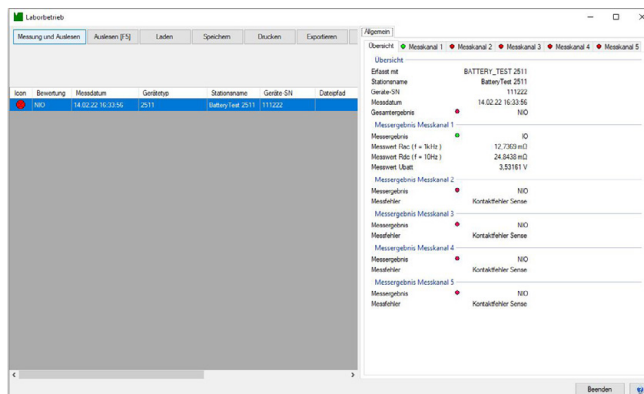 Laborbetrieb
Messung und Auslesen Auslesen [F5] Laden Speichern Drucken Exportieren
Icon Bewertung Messdatum Gerätetyp Stationsname Geräte-SN Dateipfad
NIO 14.02.22 16:33:56 2511 BatteryTest 2511 111222
Allgemein
Übersicht Messkanal 1 Messkanal 2 Messkanal 3 Messkanal 4 Messkanal 5
Übersicht
Erfasst mit BATTERY_TEST 2511
Stationsname BatteryTest 2511
Geräte-SN 111222
Messdatum 14.02.22 16:33:56
Gesamtergebnis NIO
Messergebnis Messkanal 1
Messergebnis IO
Messwert Rac (f = 1kHz ) 12,7369 mΩ
Messwert Rdc (f = 10Hz ) 24,8438 mΩ
Messwert Ubatt 3,53161 V
Messergebnis Messkanal 2
Messergebnis NIO
Messfehler Kontaktfehler Sense
Messergebnis Messkanal 3
Messergebnis NIO
Messfehler Kontaktfehler Sense
Messergebnis Messkanal 4
Messergebnis NIO
Messfehler Kontaktfehler Sense
Messergebnis Messkanal 5
Messergebnis NIO
Messfehler Kontaktfehler Sense
Beenden